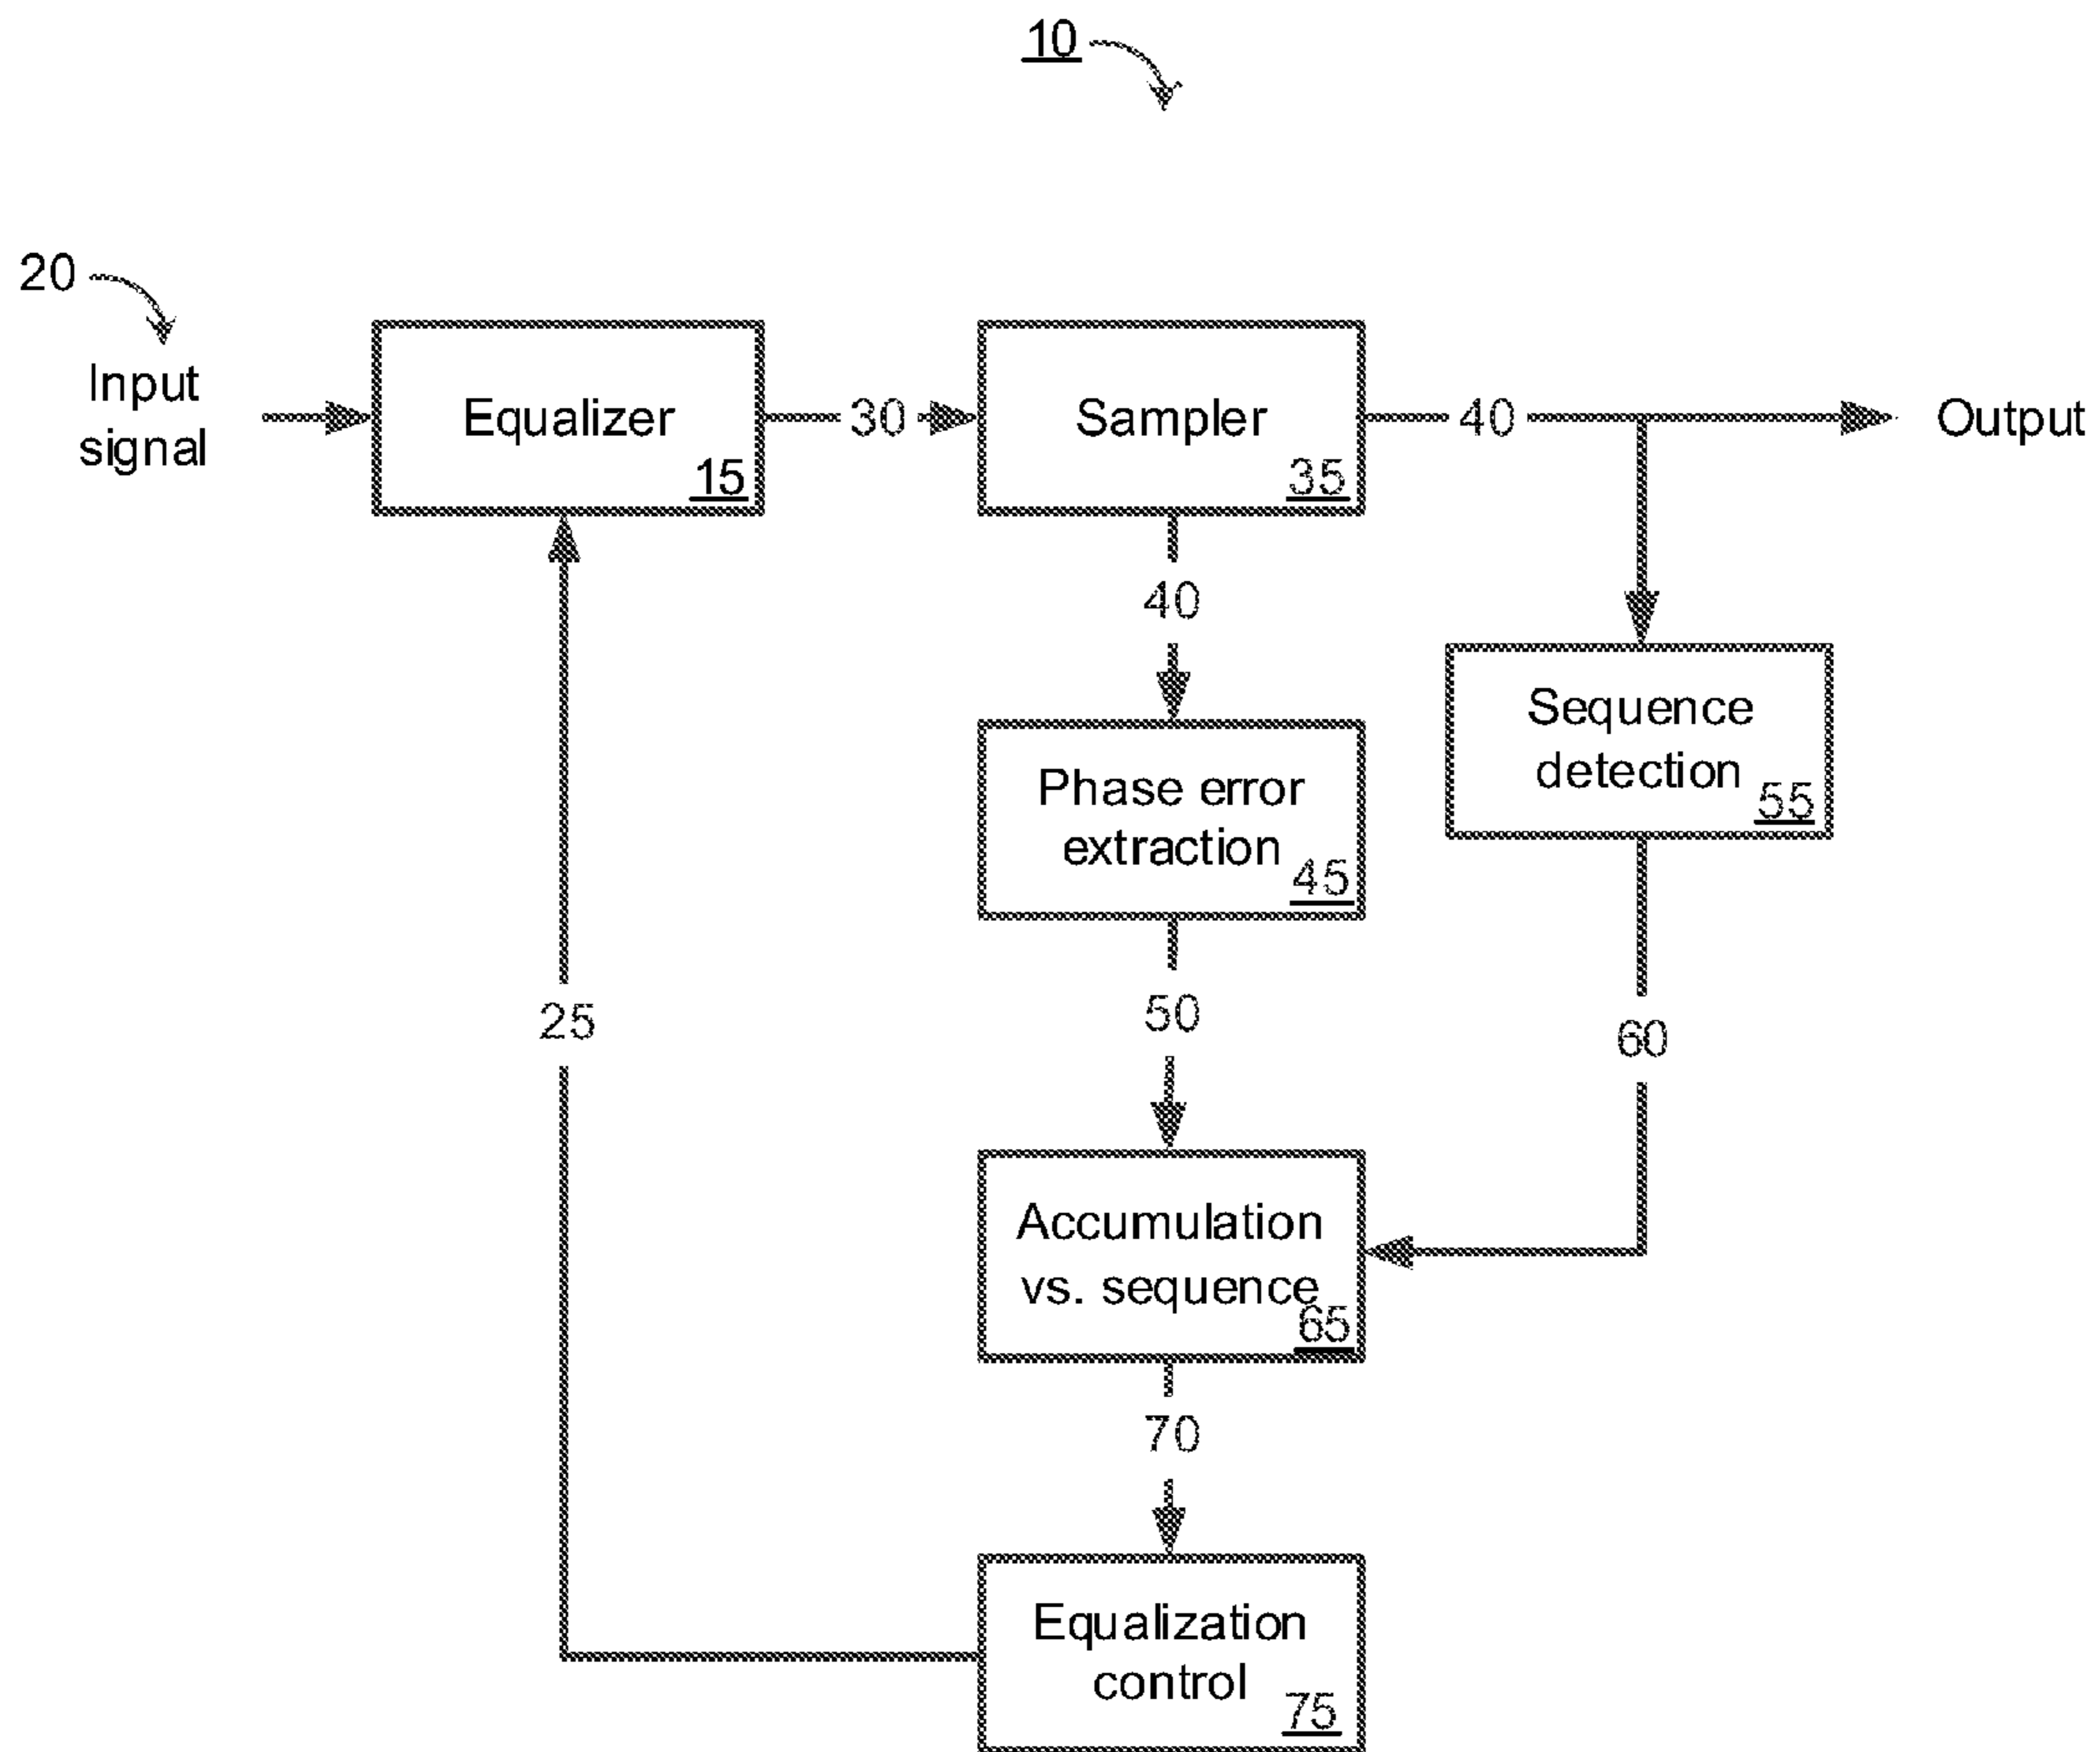 10
20
Input
signal
Equalizer
15
30
Sampler
35
40
Output
40
Sequence
detection
55
Phase error
extraction
45
25
50
60
Accumulation
vs. sequence
65
70
Equalization
control
75